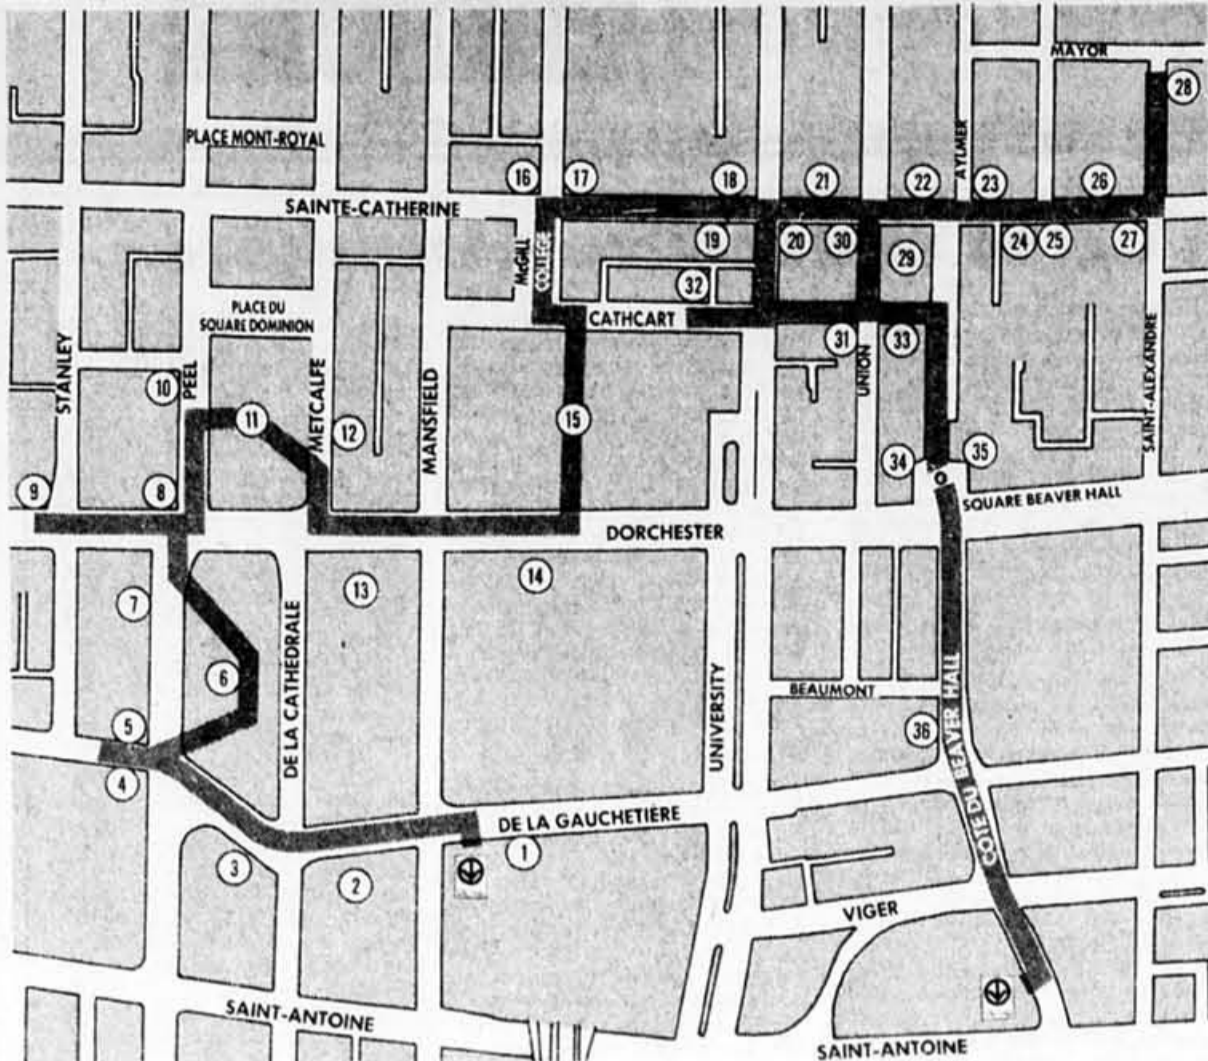 MAYOR
28
PLACE MONT-ROYAL
AYLMER
16
17
18
21
22
23
26
SAINTE-CATHERINE
McGILL
COLLEGE
19
20
30
29
24
25
27
32
PLACE DU
SQUARE DOMINION
CATHCART
31
33
STANLEY
PEEL
METCALFE
MANSFIELD
UNION
SAINT-ALEXANDRE
10
11
12
15
34
35
9
8
SQUARE BEAVER HALL
DORCHESTER
7
13
14
6
DE LA CATHEDRALE
UNIVERSITY
BEAUMONT
5
36
4
COTE DU BEAVER HALL
DE LA GAUCHETIÈRE
1
3
2
VIGER
SAINT-ANTOINE
SAINT-ANTOINE